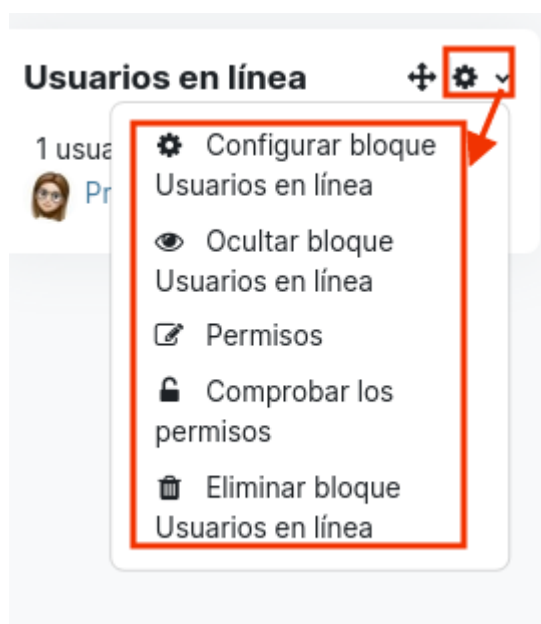 Usuarios en línea
1 usua
Pr
Configurar bloque
Usuarios en línea
Ocultar bloque
Usuarios en línea
Permisos
Comprobar los
permisos
Eliminar bloque
Usuarios en línea